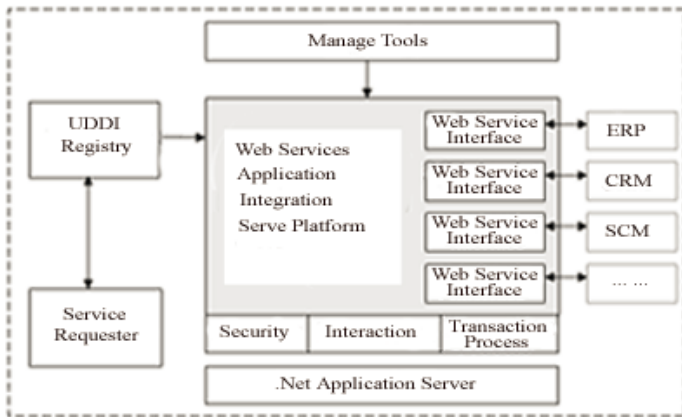 Manage Tools
UDDI
Registry
Web Services
Application
Integration
Serve Platform
Web Service
Interface
ERP
Web Service
Interface
CRM
Web Service
Interface
SCM
Web Service
Interface
... ...
Service
Requester
Security
Interaction
Transaction
Process
.Net Application Server